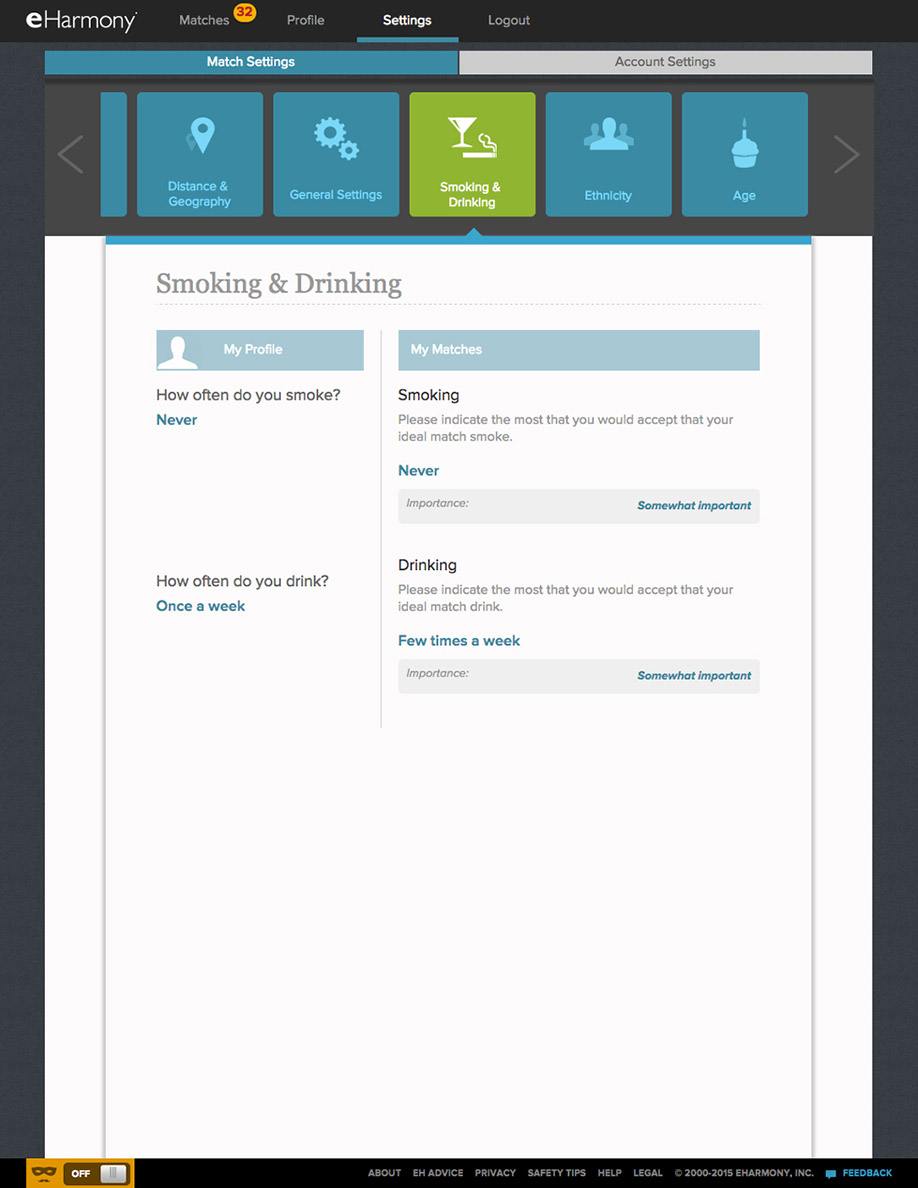 eHarmony
Matches 32 Profile Settings Logout
Match Settings Account Settings
Distance &
Geography
General Settings
Smoking &
Drinking
Ethnicity
Age
Smoking & Drinking
My Profile
How often do you smoke?
Never
How often do you drink?
Once a week
My Matches
Smoking
Please indicate the most that you would accept that your
ideal match smoke.
Never
Importance: Somewhat important
Drinking
Please indicate the most that you would accept that your
ideal match drink.
Few times a week
Importance: Somewhat important
OFF
ABOUT EH ADVICE PRIVACY SAFETY TIPS HELP LEGAL © 2000-2015 EHARMONY, INC. FEEDBACK